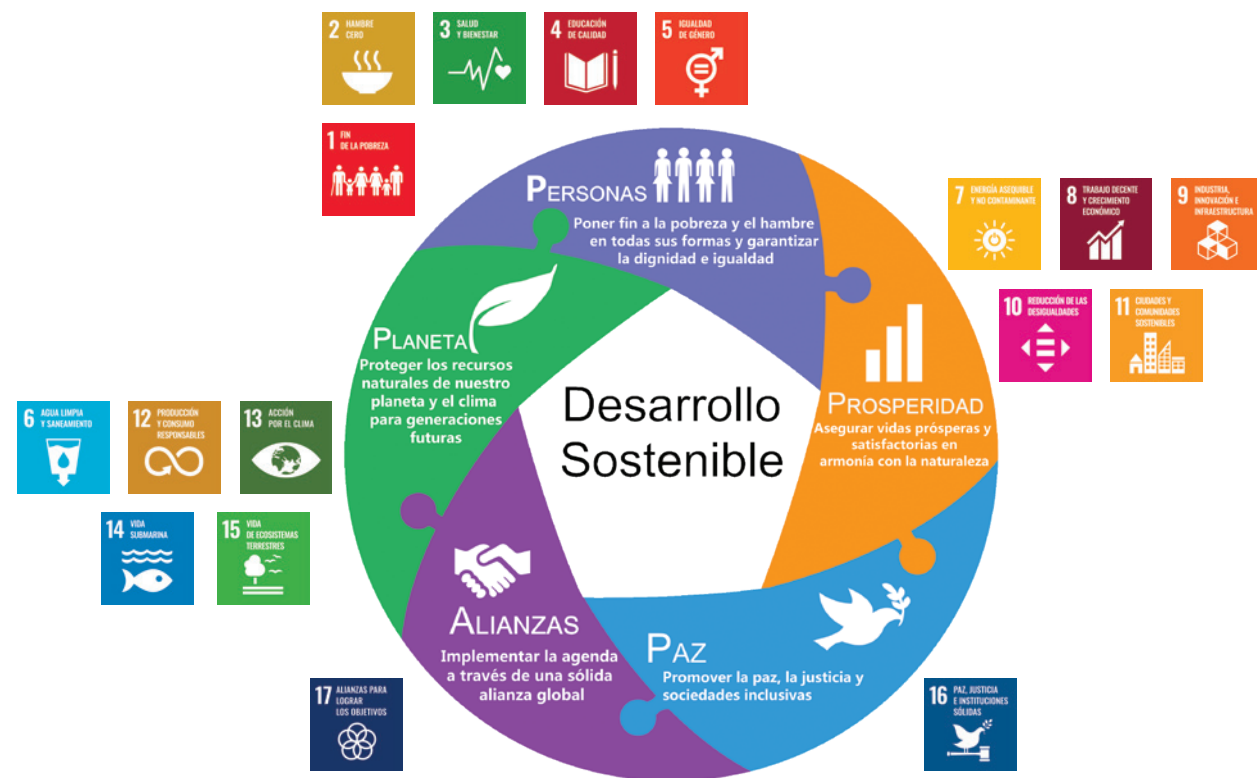 2 HAMBRE
CERO
3 SALUD
Y BIENESTAR
4 EDUCACIÓN
DE CALIDAD
5 IGUALDAD
DE GÉNERO
1 FIN
DE LA POBREZA
PERSONAS
Poner fin a la pobreza y el hambre
en todas sus formas y garantizar
la dignidad e igualdad
7 ENERGÍA ASEQUIBLE
Y NO CONTAMINANTE
8 TRABAJO DECENTE
Y CRECIMIENTO
ECONÓMICO
9 INDUSTRIA,
INNOVACIÓN E
INFRAESTRUCTURA
10 REDUCCIÓN DE LAS
DESIGUALDADES
11 CIUDADES Y
COMUNIDADES
SOSTENIBLES
PLANETA
Proteger los recursos
naturales de nuestro
planeta y el clima
para generaciones
futuras
Desarrollo
Sostenible
PROSPERIDAD
Asegurar vidas prósperas y
satisfactorias en
armonía con la naturaleza
6 AGUA LIMPIA
Y SANEAMIENTO
12 PRODUCCIÓN
Y CONSUMO
RESPONSABLES
13 ACCIÓN
POR EL CLIMA
14 VIDA
SUBMARINA
15 VIDA
DE ECOSISTEMAS
TERRESTRES
ALIANZAS
Implementar la agenda
a través de una sólida
alianza global
PAZ
Promover la paz, la justicia y
sociedades inclusivas
17 ALIANZAS PARA
LOGRAR
LOS OBJETIVOS
16 PAZ, JUSTICIA
E INSTITUCIONES
SÓLIDAS